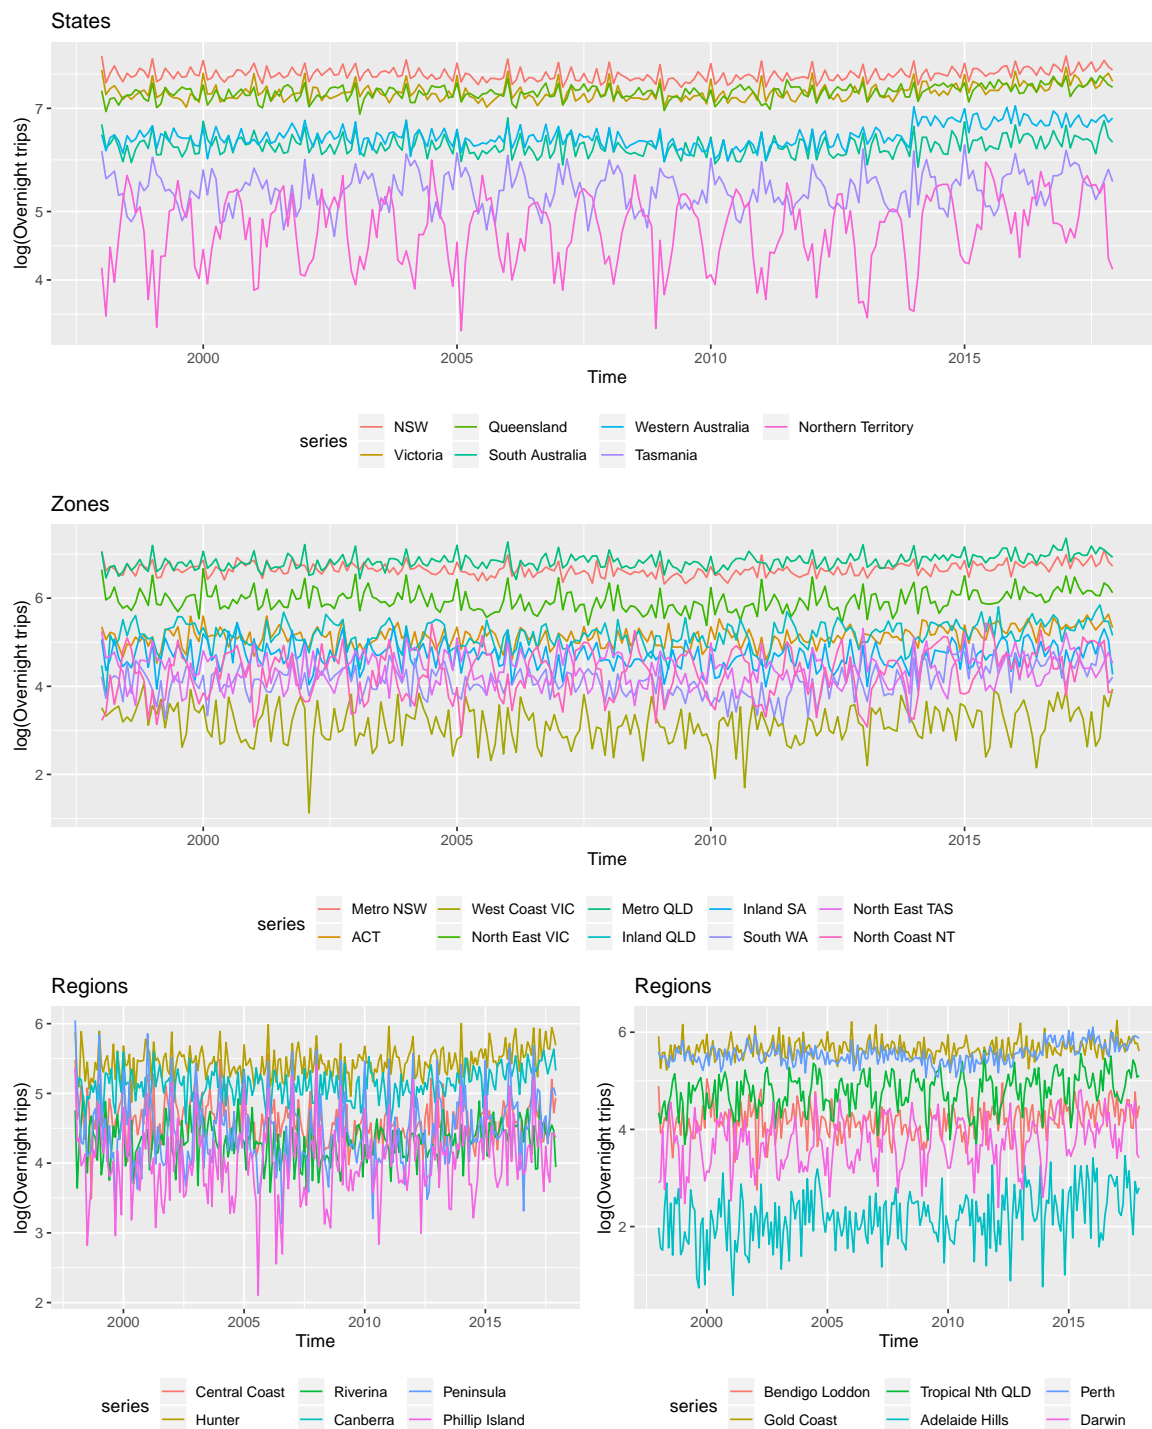 States
log(Overnight trips)
7
5
4
2000 2005 2010 2015
Time
series
NSW Queensland Western Australia Northern Territory
Victoria South Australia Tasmania
Zones
log(Overnight trips)
6
4
2
2000 2005 2010 2015
Time
series
Metro NSW West Coast VIC Metro QLD Inland SA North East TAS
ACT North East VIC Inland QLD South WA North Coast NT
Regions
log(Overnight trips)
6
5
4
3
2
2000 2005 2010 2015
Time
series
Central Coast Riverina Peninsula
Hunter Canberra Phillip Island
Regions
log(Overnight trips)
6
4
2
2000 2005 2010 2015
Time
series
Bendigo Loddon Tropical Nth QLD Perth
Gold Coast Adelaide Hills Darwin